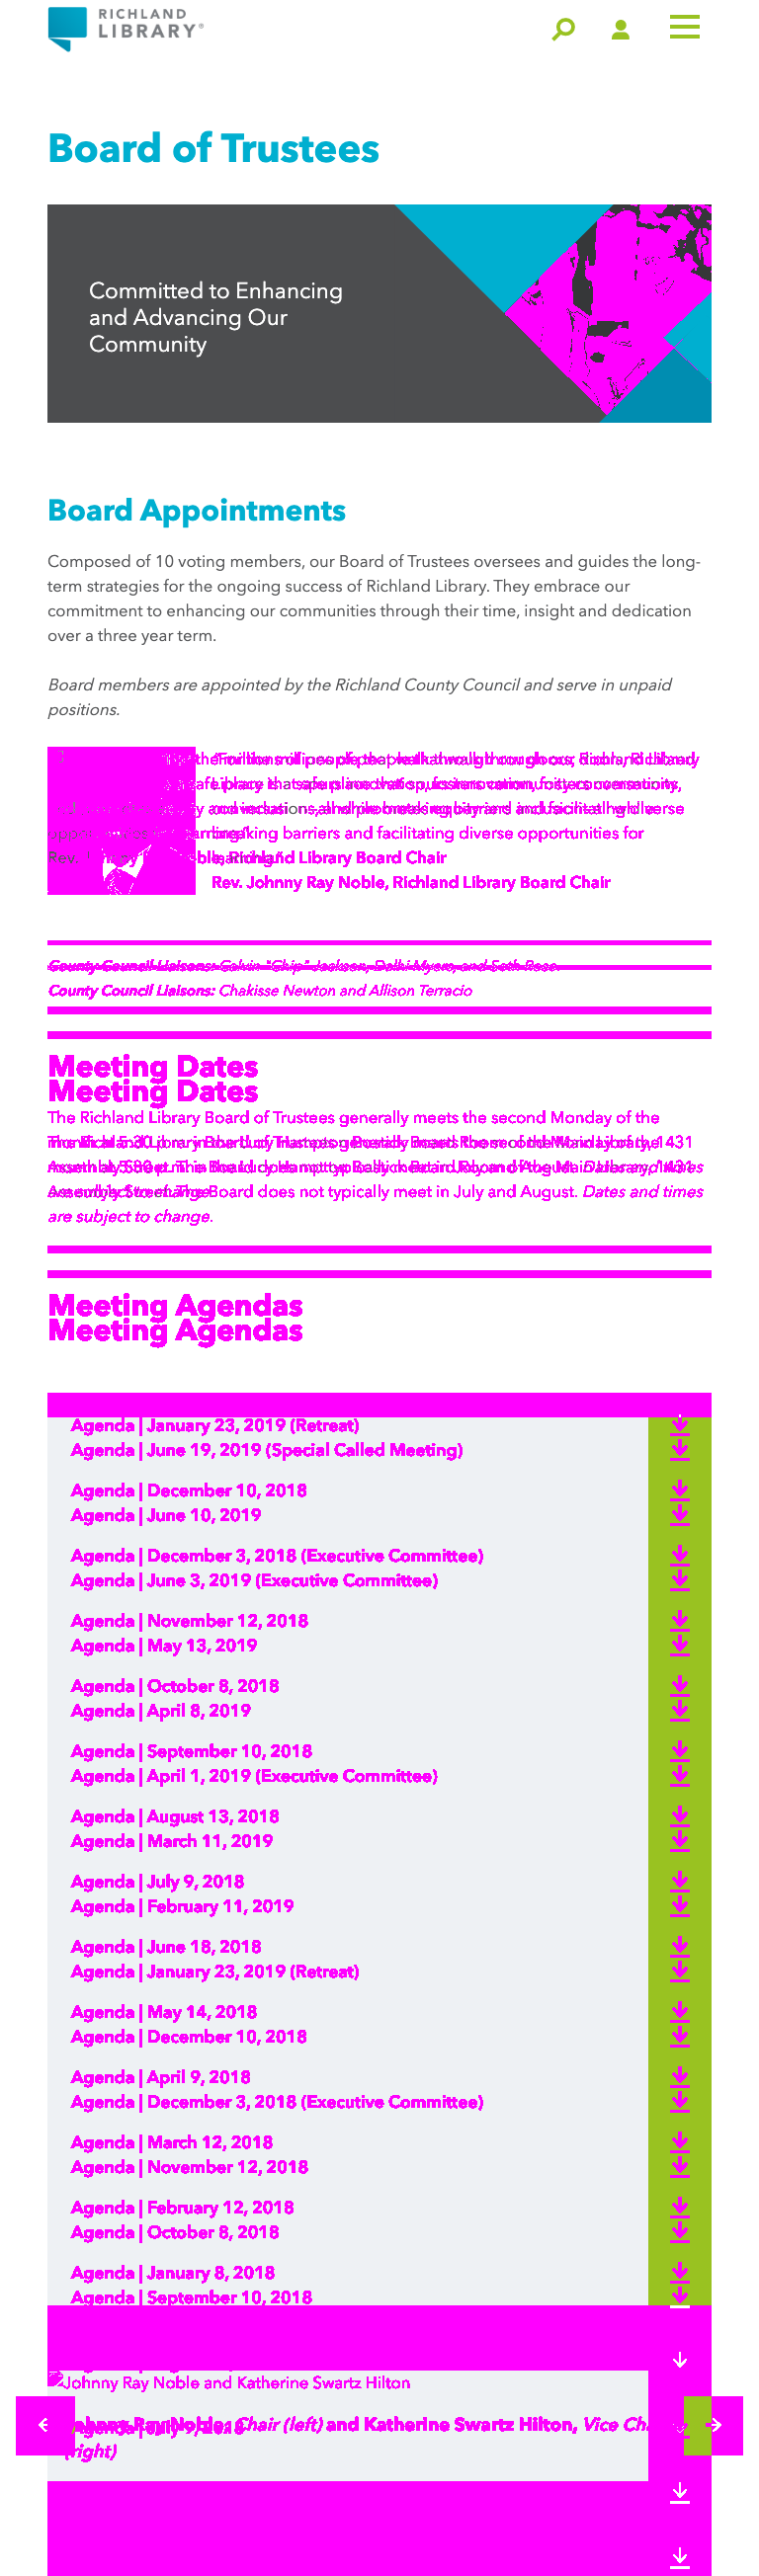 RICHLAND
LIBRARY
Board of Trustees
Committed to Enhancing
and Advancing Our
Community
Board Appointments
Composed of 10 voting members, our Board of Trustees oversees and guides the long-
term strategies for the ongoing success of Richland Library. They embrace our
commitment to enhancing our communities through their time, insight and dedication
over a three year term.
Board members are appointed by the Richland County Council and serve in unpaid
positions.
breaking barriers and facilitating diverse opportunities for
Rev. Johnny Ray Noble, Richland Library Board Chair
County Council Liaisons: Chakisse Newton and Allison Terracio
Meeting Dates
Meeting Dates
The Richland Library Board of Trustees generally meets the second Monday of the
Board does not typically meet in July and August. Dates and times
are subject to change.
Meeting Agendas
Meeting Agendas
Agenda | January 23, 2019 (Retreat)
Agenda | June 19, 2019 (Special Called Meeting)
Agenda | December 10, 2018
Agenda | June 10, 2019
Agenda | December 3, 2018 (Executive Committee)
Agenda | June 3, 2019 (Executive Committee)
Agenda | November 12, 2018
Agenda | May 13, 2019
Agenda | October 8, 2018
Agenda | April 8, 2019
Agenda | September 10, 2018
Agenda | April 1, 2019 (Executive Committee)
Agenda | August 13, 2018
Agenda | March 11, 2019
Agenda | July 9, 2018
Agenda | February 11, 2019
Agenda | June 18, 2018
Agenda | January 23, 2019 (Retreat)
Agenda | May 14, 2018
Agenda | December 10, 2018
Agenda | April 9, 2018
Agenda | December 3, 2018 (Executive Committee)
Agenda | March 12, 2018
Agenda | November 12, 2018
Agenda | February 12, 2018
Agenda | October 8, 2018
Agenda | January 8, 2018
Agenda | September 10, 2018
Johnny Ray Noble and Katherine Swartz Hilton
Ray Noble, Chair (left) and Katherine Swartz Hilton, Vice
(right)